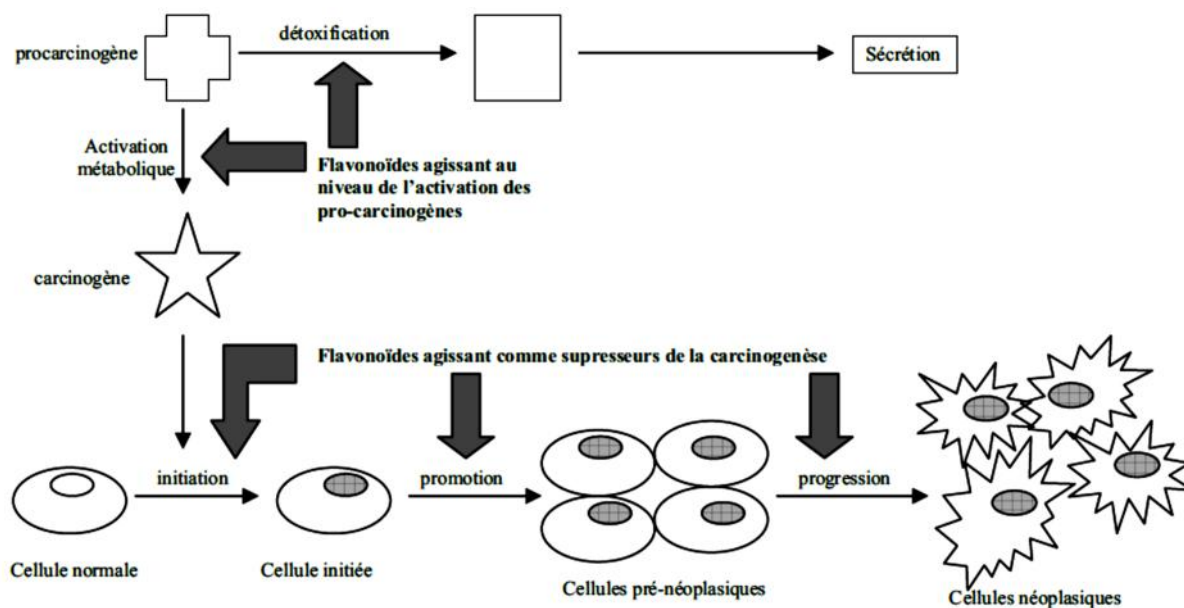 détoxification
procarcinogène
Sécrétion
Activation
métabolique
Flavonoïdes agissant au
niveau de l'activation des
pro-carcinogènes
carcinogène
Flavonoïdes agissant comme supresseurs de la carcinogenèse
initiation
promotion
progression
Cellule normale
Cellule initiée
Cellules pré-néoplasiques
Cellules néoplasiques